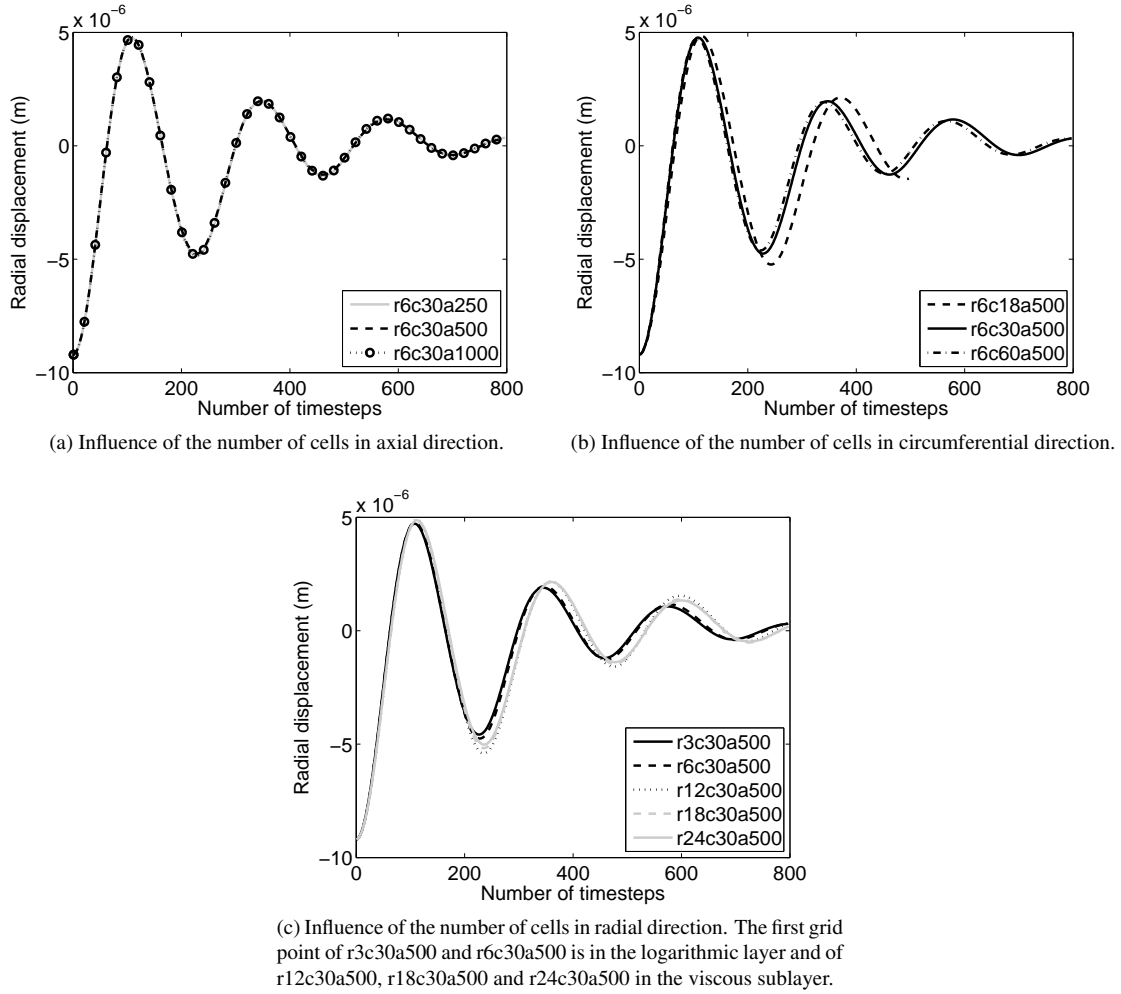 x 10⁻⁶
5
0
−5
−10
0 200 400 600 800
Radial displacement (m)
Number of timesteps
r6c30a250
r6c30a500
r6c30a1000
(a) Influence of the number of cells in axial direction.
x 10⁻⁶
5
0
−5
−10
0 200 400 600 800
Radial displacement (m)
Number of timesteps
r6c18a500
r6c30a500
r6c60a500
(b) Influence of the number of cells in circumferential direction.
x 10⁻⁶
5
0
−5
−10
0 200 400 600 800
Radial displacement (m)
Number of timesteps
r3c30a500
r6c30a500
r12c30a500
r18c30a500
r24c30a500
(c) Influence of the number of cells in radial direction. The first grid
point of r3c30a500 and r6c30a500 is in the logarithmic layer and of
r12c30a500, r18c30a500 and r24c30a500 in the viscous sublayer.